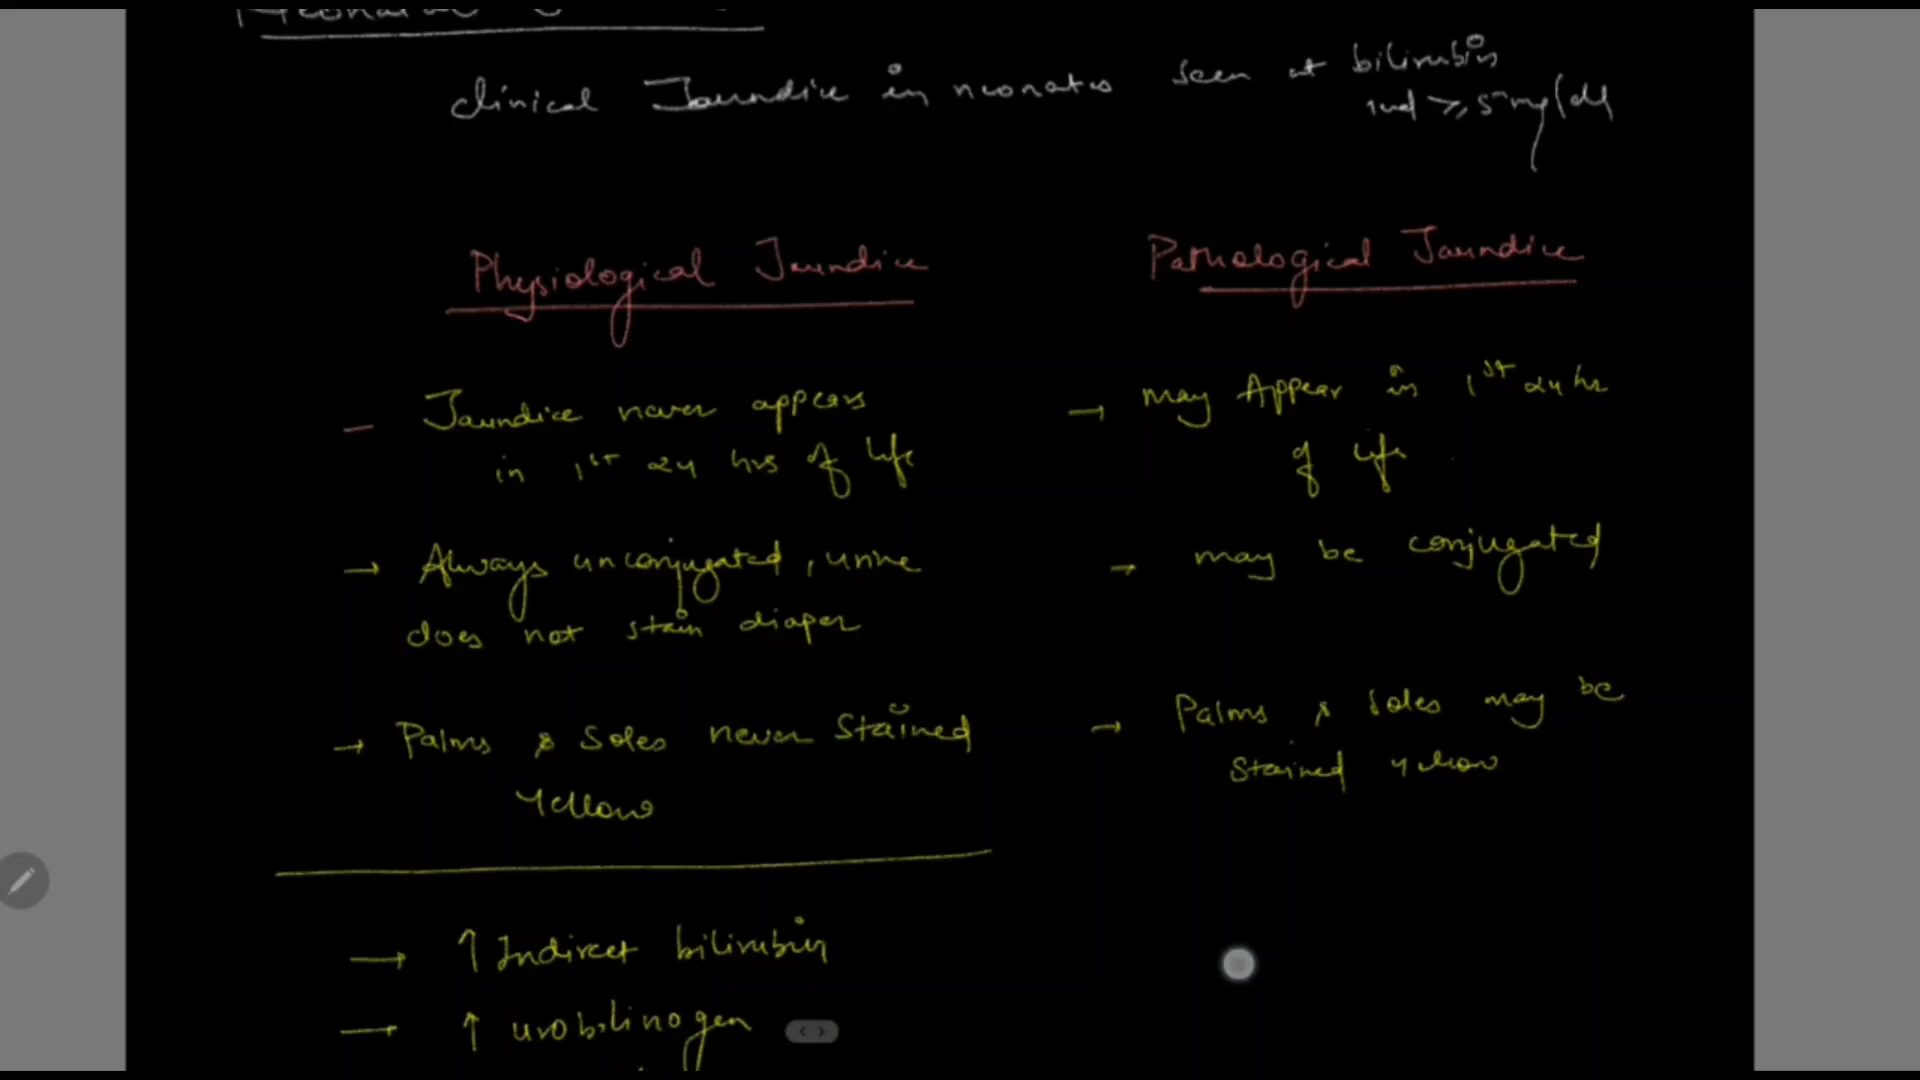 clinical Jaundice in neonates seen at bilirubin
≥ 5 mg/dl
Physiological Jaundice
Pathological Jaundice
- Jaundice never appears
in 1st 24 hrs of life
→ may Appear in 1st 24 hr
of life
→ Always unconjugated, urine
does not stain diaper
→ may be conjugated
→ Palms & Soles never Stained
Yellow
→ Palms & Soles may be
Stained yellow
→ ↑ Indirect bilirubin
→ ↑ urobilinogen